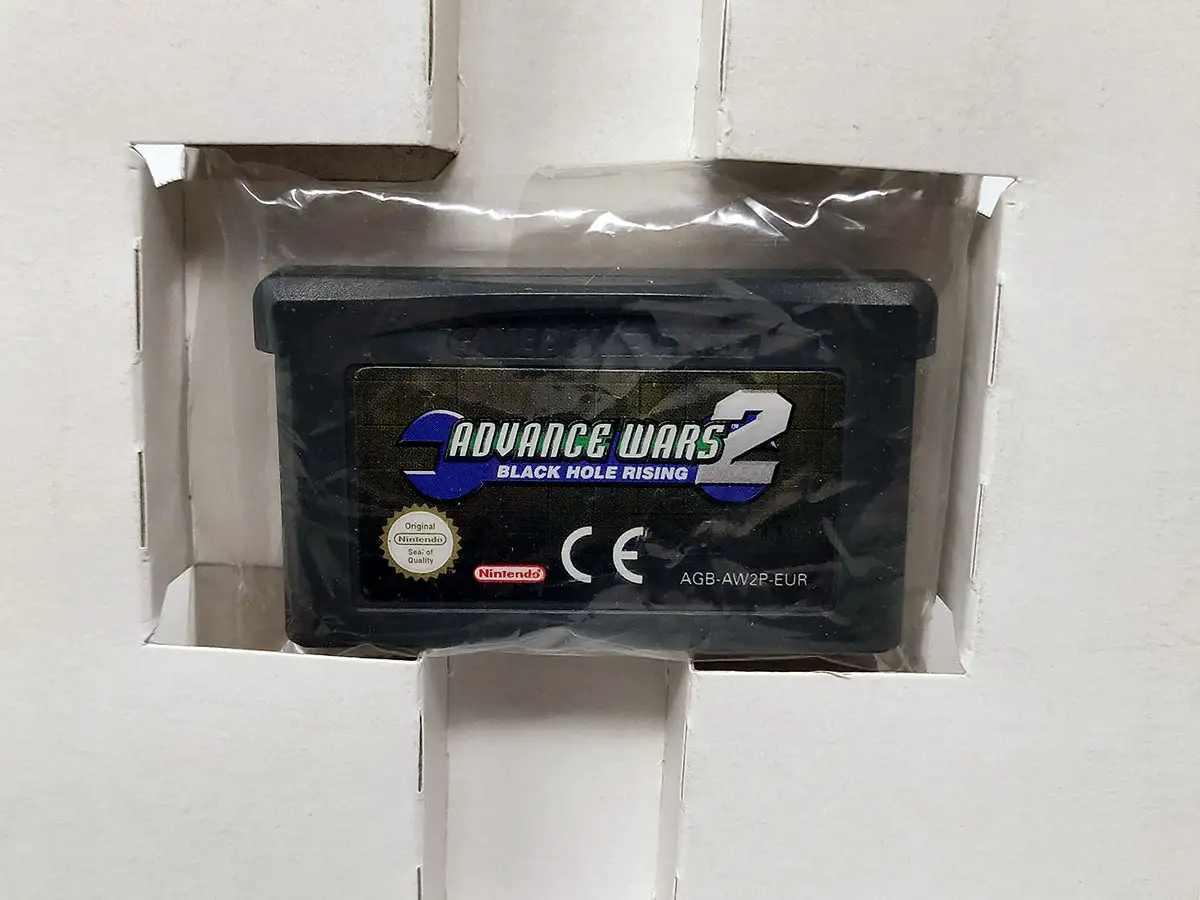 ADVANCE WARS 2
BLACK HOLE RISING
Original
Nintendo
Seal of
Quality
Nintendo
CE
AGB-AW2P-EUR